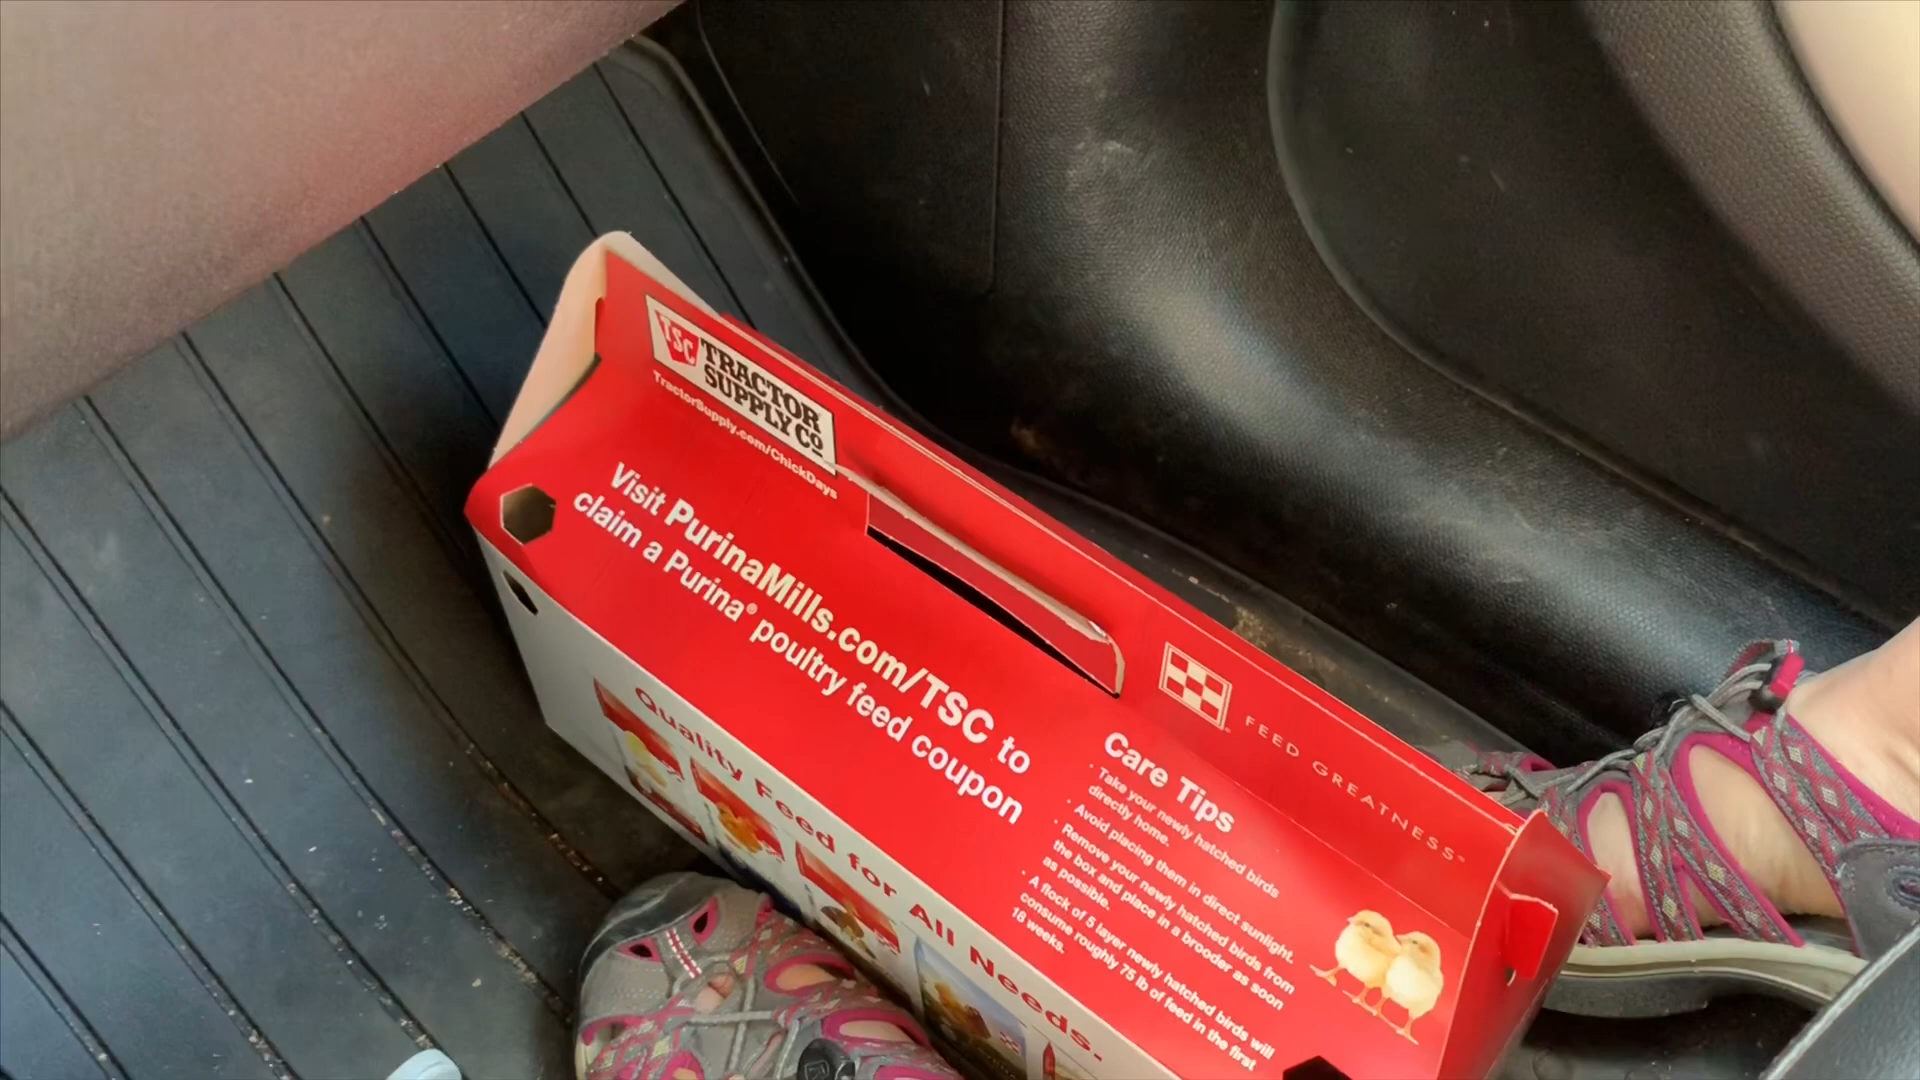 TSC
TRACTOR
SUPPLY CO
TractorSupply.com/ChickDays
Visit PurinaMills.com/TSC to
claim a Purina® poultry feed coupon
FEED GREATNESS®
Care Tips
· Take your newly hatched birds
directly home.
· Avoid placing them in direct sunlight.
· Remove your newly hatched birds from
the box and place in a brooder as soon
as possible.
· A flock of 5 layer newly hatched birds will
consume roughly 75 lb of feed in the first
18 weeks.
Quality Feed for All Needs.